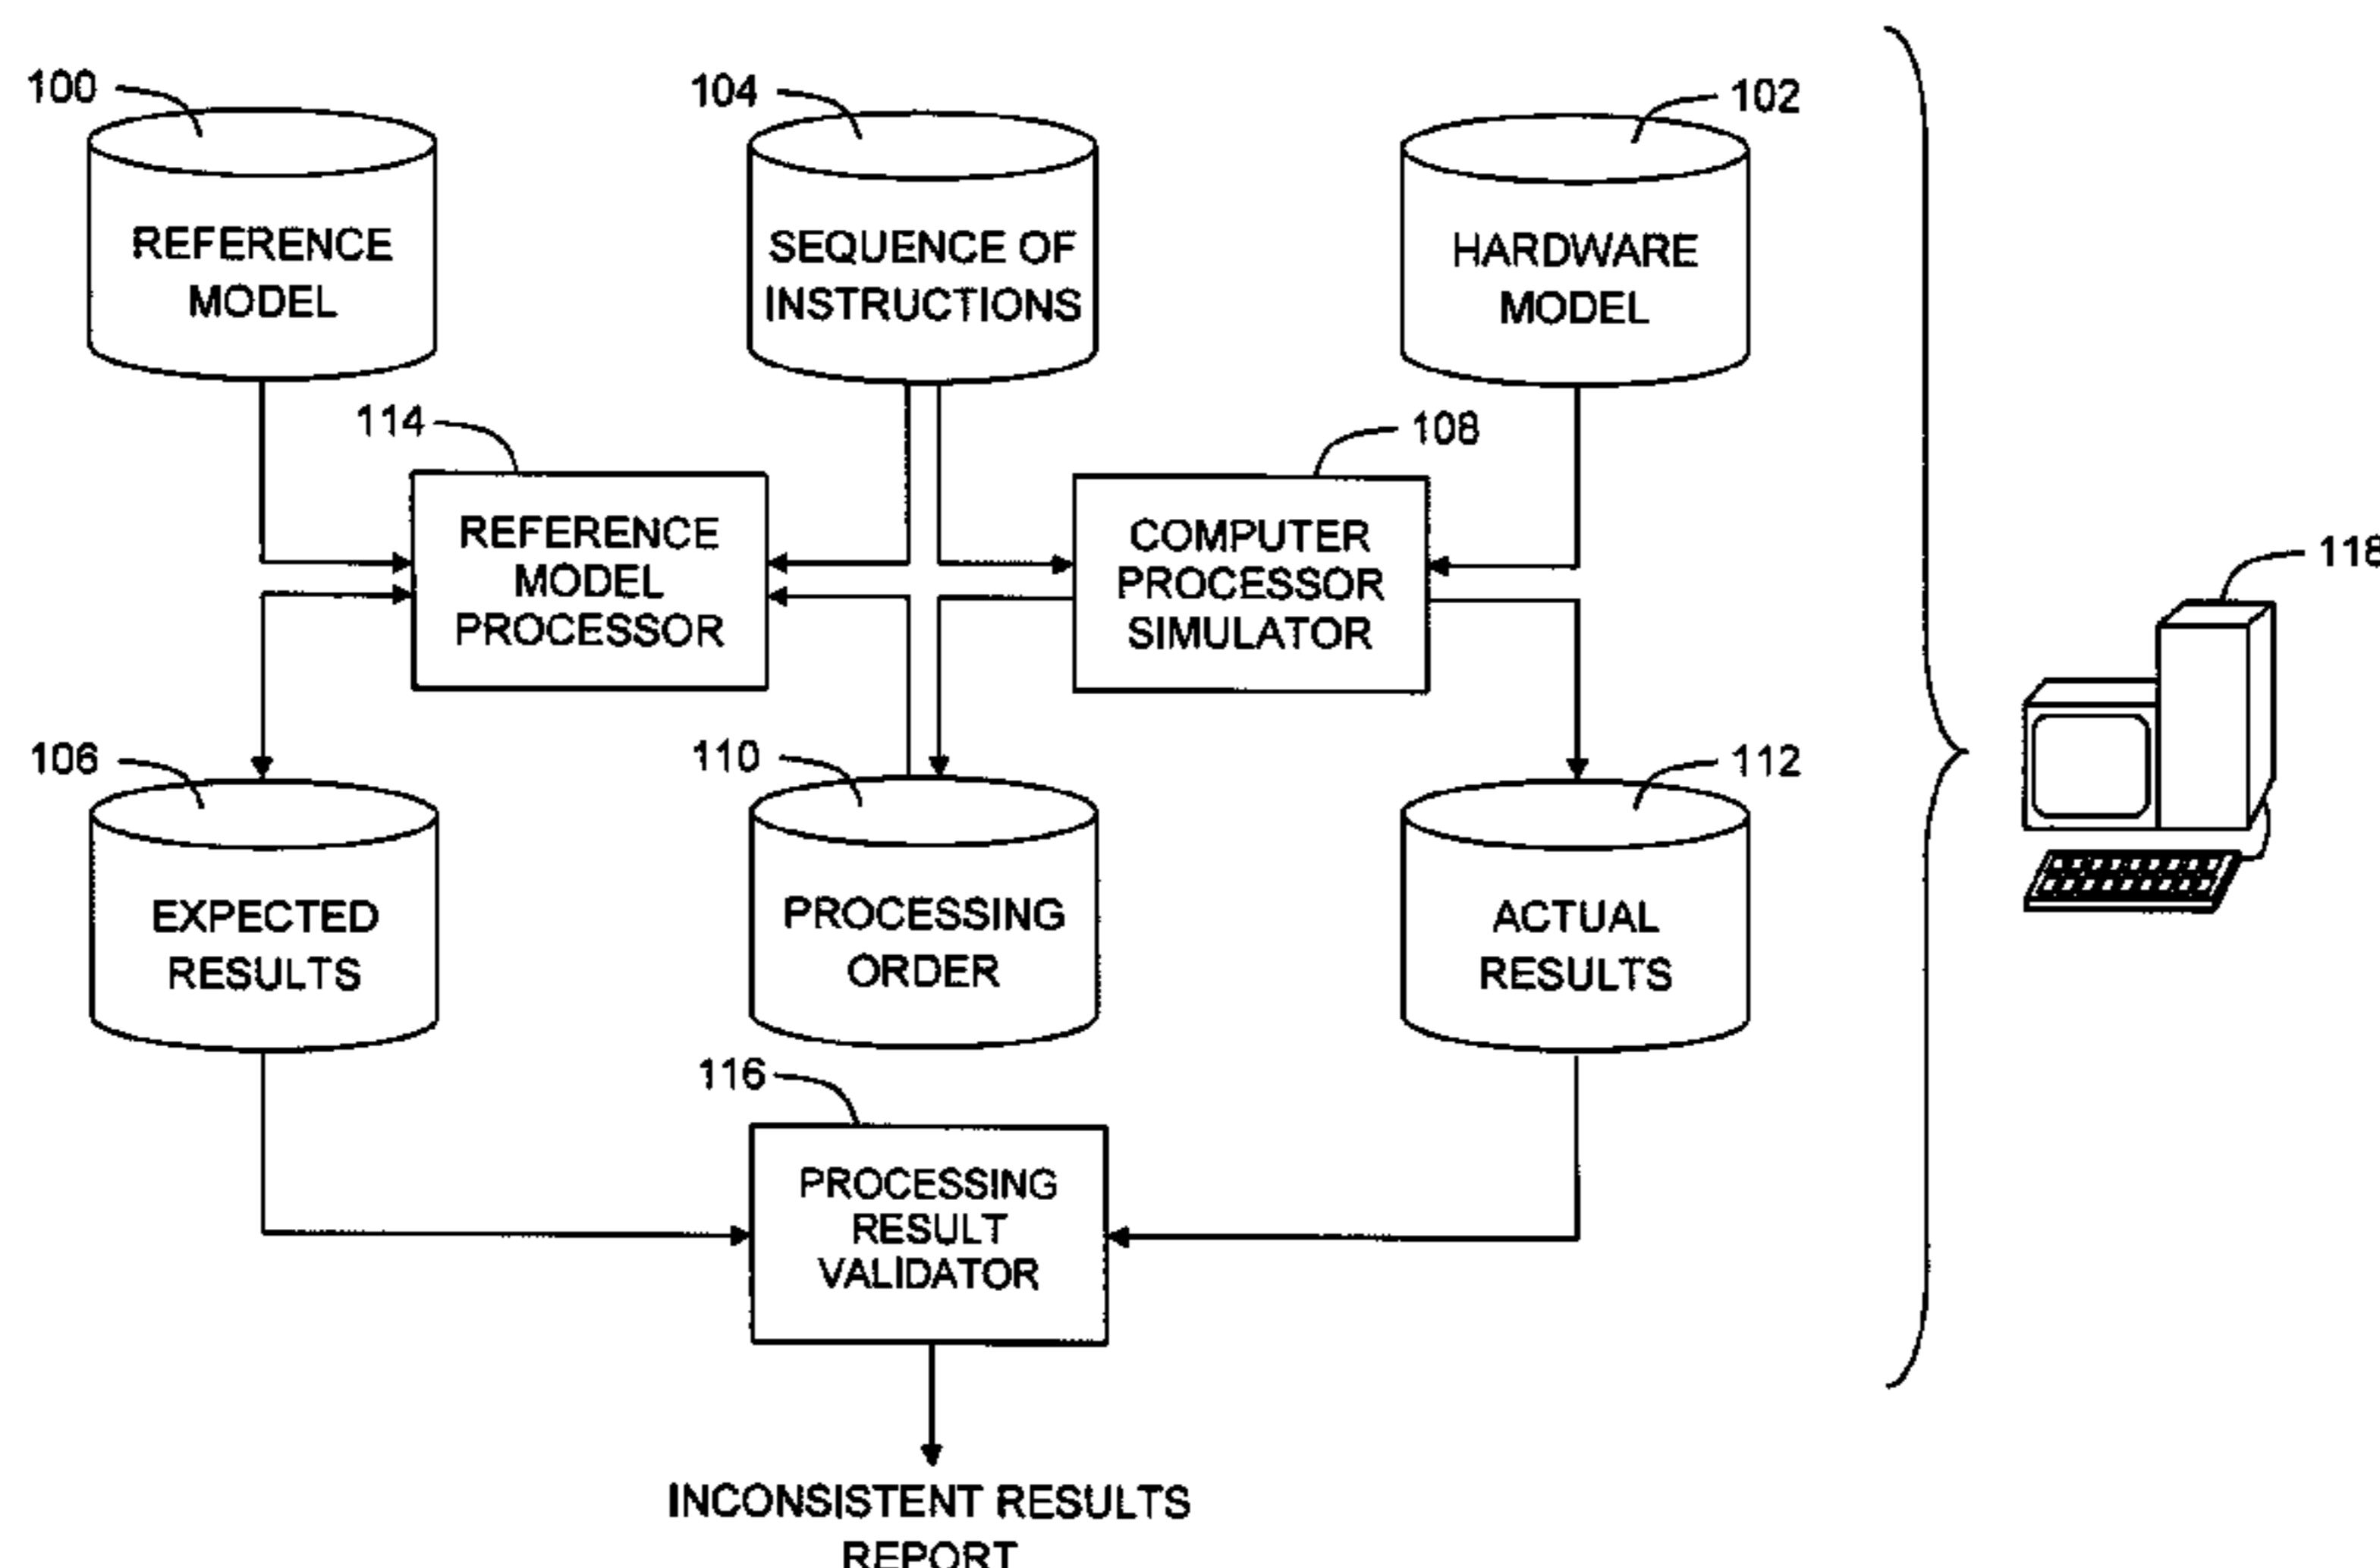 100
104
102
REFERENCE
MODEL
SEQUENCE OF
INSTRUCTIONS
HARDWARE
MODEL
114
108
REFERENCE
MODEL
PROCESSOR
COMPUTER
PROCESSOR
SIMULATOR
118
106
110
112
EXPECTED
RESULTS
PROCESSING
ORDER
ACTUAL
RESULTS
116
PROCESSING
RESULT
VALIDATOR
INCONSISTENT RESULTS
REPORT